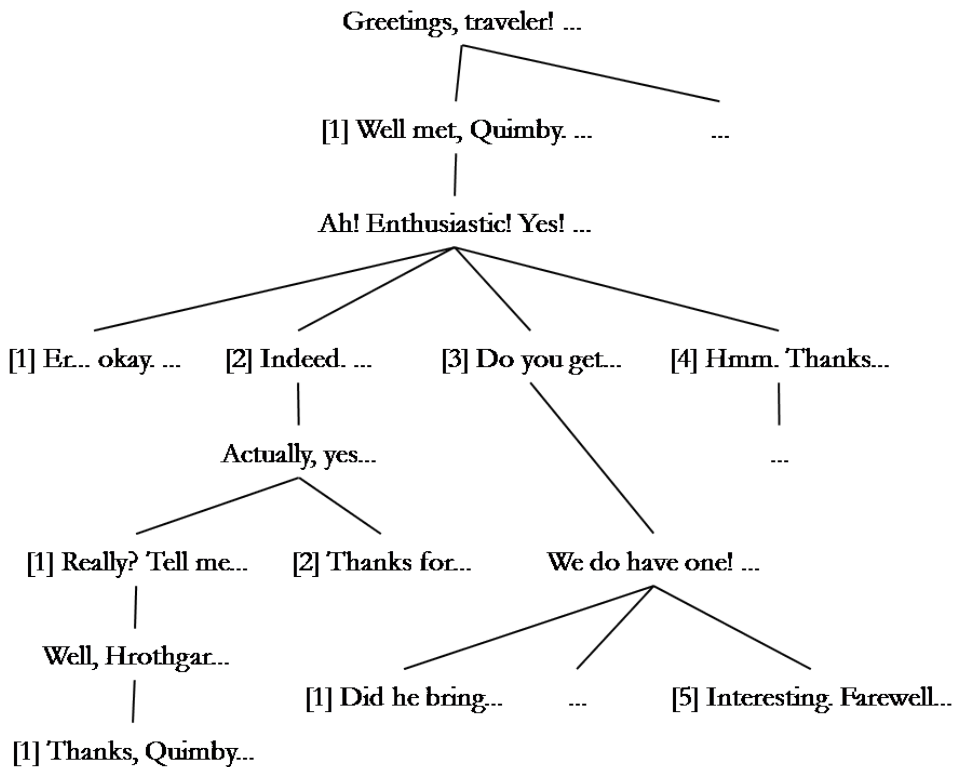 Greetings, traveler! ...
[1] Well met, Quimby. ... ...
Ah! Enthusiastic! Yes! ...
[1] Er... okay. ... [2] Indeed. ... [3] Do you get... [4] Hmm. Thanks...
Actually, yes... ...
[1] Really? Tell me... [2] Thanks for... We do have one! ...
Well, Hrothgar...
[1] Did he bring... ... [5] Interesting. Farewell...
[1] Thanks, Quimby...